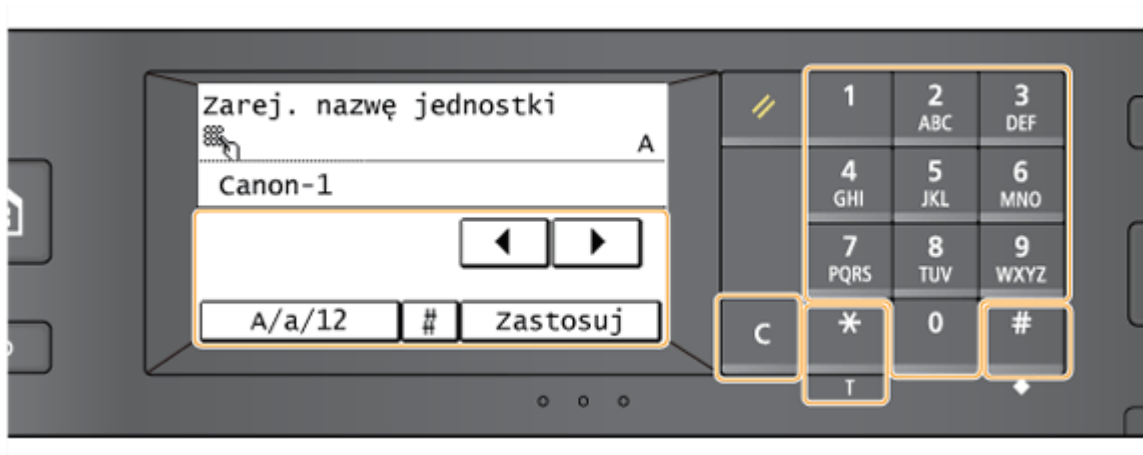 Zarej. nazwę jednostki
A
Canon-1
A/a/12 # Zastosuj
1 2 3
ABC DEF
4 5 6
GHI JKL MNO
7 8 9
PQRS TUV WXYZ
C * 0 #
T